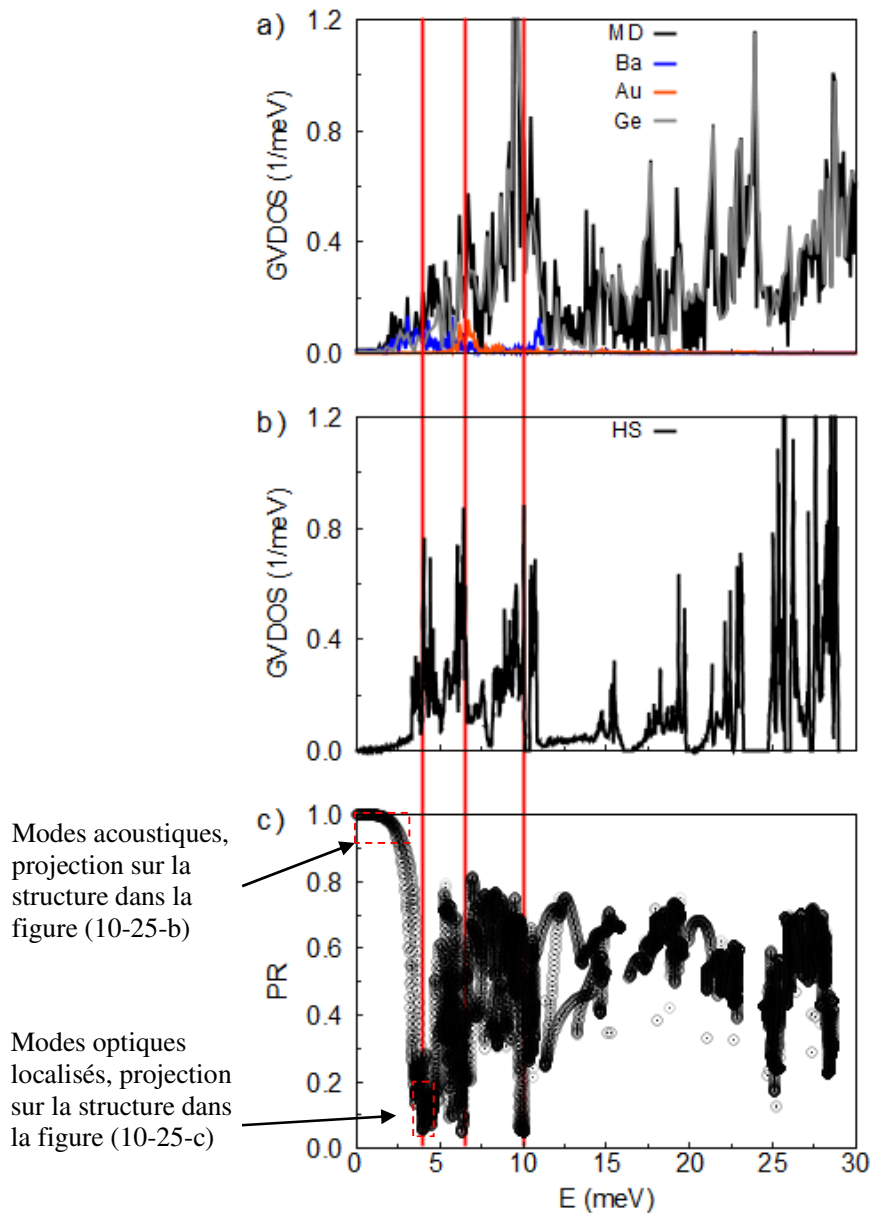 a)
1.2
0.8
0.4
0.0
GVDOS (1/meV)
MD
Ba
Au
Ge
b)
1.2
0.8
0.4
0.0
GVDOS (1/meV)
HS
Modes acoustiques,
projection sur la
structure dans la
figure (10-25-b)
Modes optiques
localisés, projection
sur la structure dans
la figure (10-25-c)
c)
1.0
0.8
0.6
0.4
0.2
0.0
PR
0 5 10 15 20 25 30
E (meV)